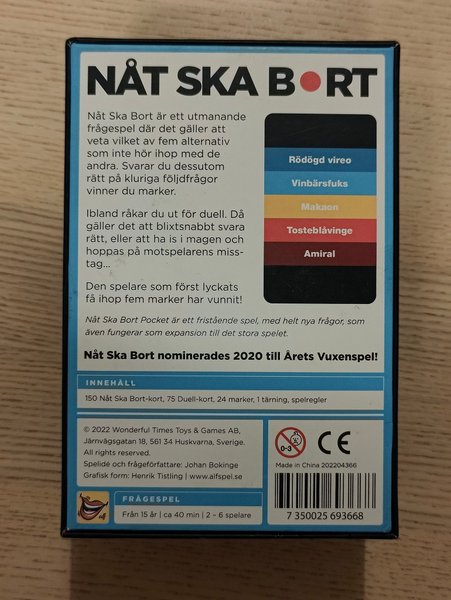 NÅT SKA BORT
Nåt Ska Bort är ett utmanande
frågespel där det gäller att
veta vilket av fem alternativ
som inte hör ihop med de
andra. Svarar du dessutom
rätt på kluriga följdfrågor
vinner du marker.
Ibland råkar du ut för duell. Då
gäller det att blixtsnabbt svara
rätt, eller att ha is i magen och
hoppas på motspelarens miss-
tag...
Den spelare som först lyckats
få ihop fem marker har vunnit!
Rödögd vireo
Vinbärsfuks
Makaon
Tosteblåvinge
Amiral
Nåt Ska Bort Pocket är ett fristående spel, med helt nya frågor, som
även fungerar som expansion till det stora spelet.
Nåt Ska Bort nominerades 2020 till Årets Vuxenspel!
INNEHÅLL
150 Nåt Ska Bort-kort, 75 Duell-kort, 24 marker, 1 tärning, spelregler
© 2022 Wonderful Times Toys & Games AB,
Järnvägsgatan 18, 561 34 Huskvarna, Sverige.
All rights reserved.
Spelidé och frågeförfattare: Johan Bokinge
Grafisk form: Henrik Tistling | www.alfspel.se
0-3
CE
Made in China 202204366
7 350025 693668
FRÅGESPEL
Från 15 år | ca 40 min | 2 – 6 spelare